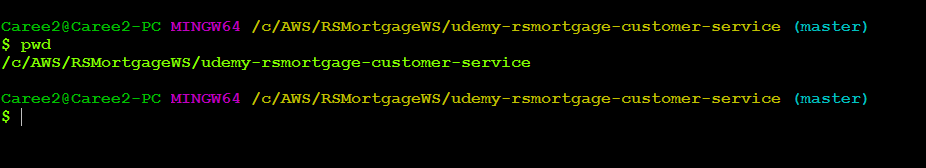 Caree2@Caree2-PC MINGW64 /c/AWS/RSMortgageWS/udemy-rsmortgage-customer-service (master)
$ pwd
/c/AWS/RSMortgageWS/udemy-rsmortgage-customer-service
Caree2@Caree2-PC MINGW64 /c/AWS/RSMortgageWS/udemy-rsmortgage-customer-service (master)
$